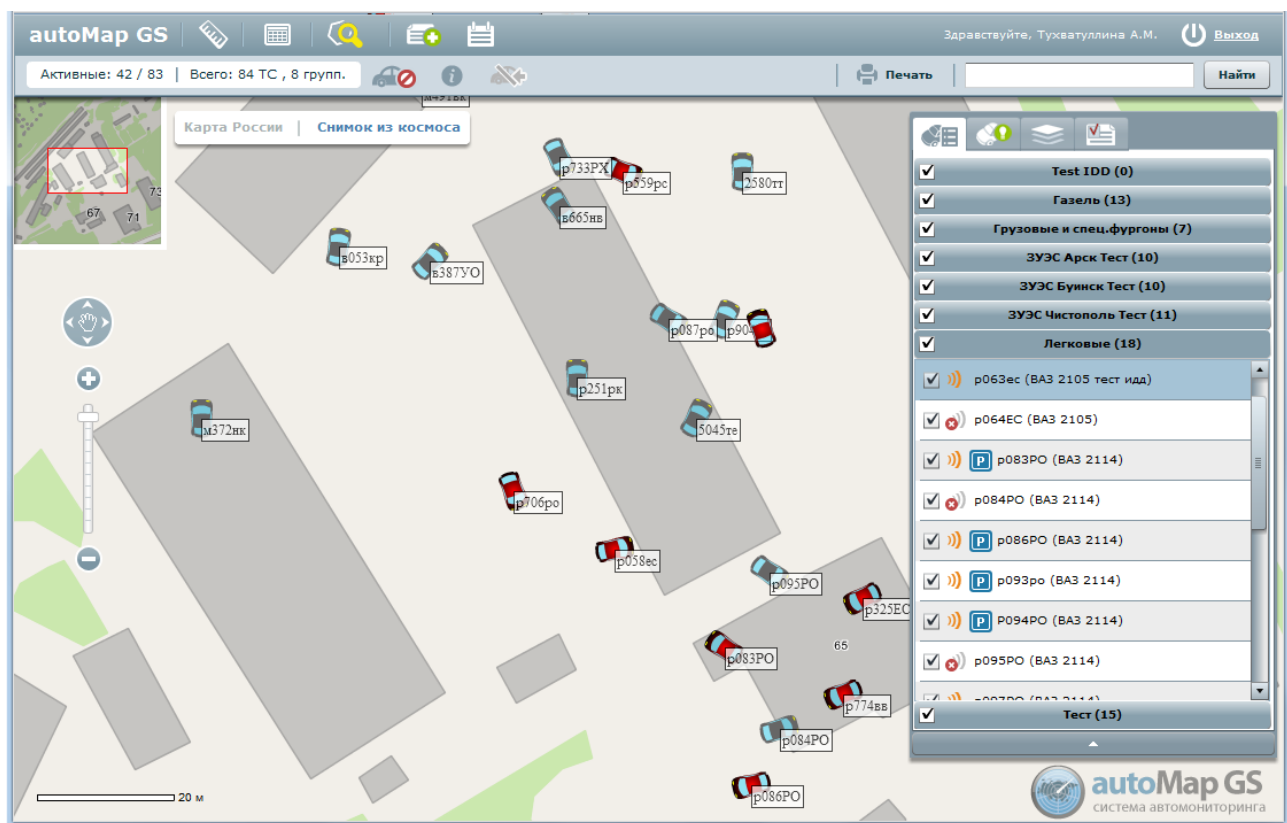 autoMap GS
Здравствуйте, Тухватуллина А.М.
Выход
Активные: 42 / 83 | Всего: 84 ТС , 8 групп.
Печать
Найти
м491вк
Карта России | Снимок из космоса
73
67
71
р733РХ
р559рс
2580тт
в665нв
в053кр
в387УО
р087ро
р904
р251рк
м372нк
5045те
р706ро
р058ес
р095РО
р325ЕС
65
р083РО
р774вв
р084РО
р086РО
20 м
Test IDD (0)
Газель (13)
Грузовые и спец.фургоны (7)
ЗУЭС Арск Тест (10)
ЗУЭС Буинск Тест (10)
ЗУЭС Чистополь Тест (11)
Легковые (18)
р063ес (ВАЗ 2105 тест идд)
р064ЕС (ВАЗ 2105)
P р083РО (ВАЗ 2114)
р084РО (ВАЗ 2114)
P р086РО (ВАЗ 2114)
P р093ро (ВАЗ 2114)
P Р094РО (ВАЗ 2114)
р095РО (ВАЗ 2114)
р097РО (ВАЗ 2114)
Тест (15)
autoMap GS
система автомониторинга